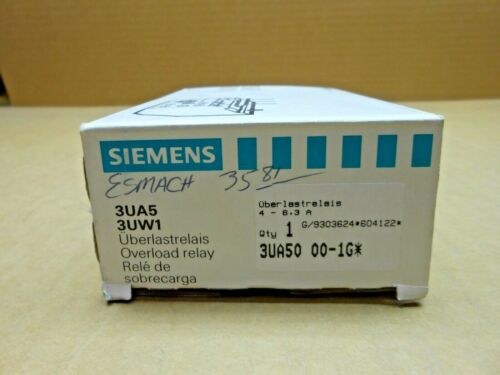 SIEMENS
ESMACH 3581
3UA5
3UW1
Überlastrelais
Overload relay
Relé de
sobrecarga
Überlastrelais
4 - 6.3 A
G/9303624*604122*
Qty 1
3UA50 00-1G*